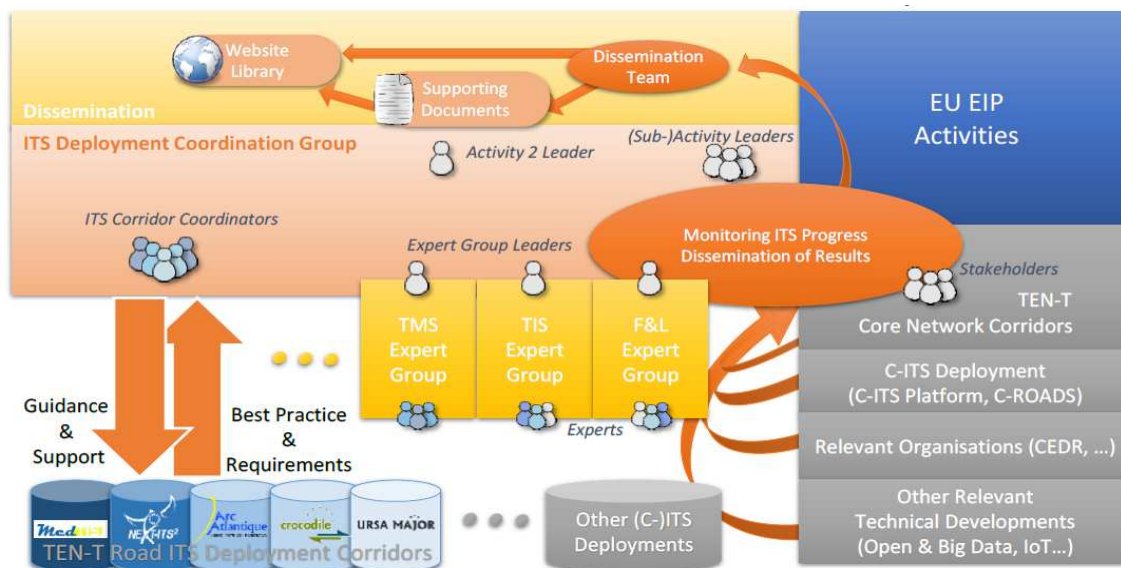 Website
Library
Dissemination
Team
Supporting
Documents
Dissemination
EU EIP
Activities
ITS Deployment Coordination Group
(Sub-)Activity Leaders
Activity 2 Leader
ITS Corridor Coordinators
Expert Group Leaders
Monitoring ITS Progress
Dissemination of Results
Stakeholders
TEN-T
Core Network Corridors
TMS
Expert
Group
TIS
Expert
Group
F&L
Expert
Group
C-ITS Deployment
(C-ITS Platform, C-ROADS)
Guidance
&
Support
Best Practice
&
Requirements
Experts
Relevant Organisations (CEDR, ...)
Arc
Atlantique
crocodile
URSA MAJOR
TEN-T Road ITS Deployment Corridors
Other (C-)ITS
Deployments
Other Relevant
Technical Developments
(Open & Big Data, IoT...)